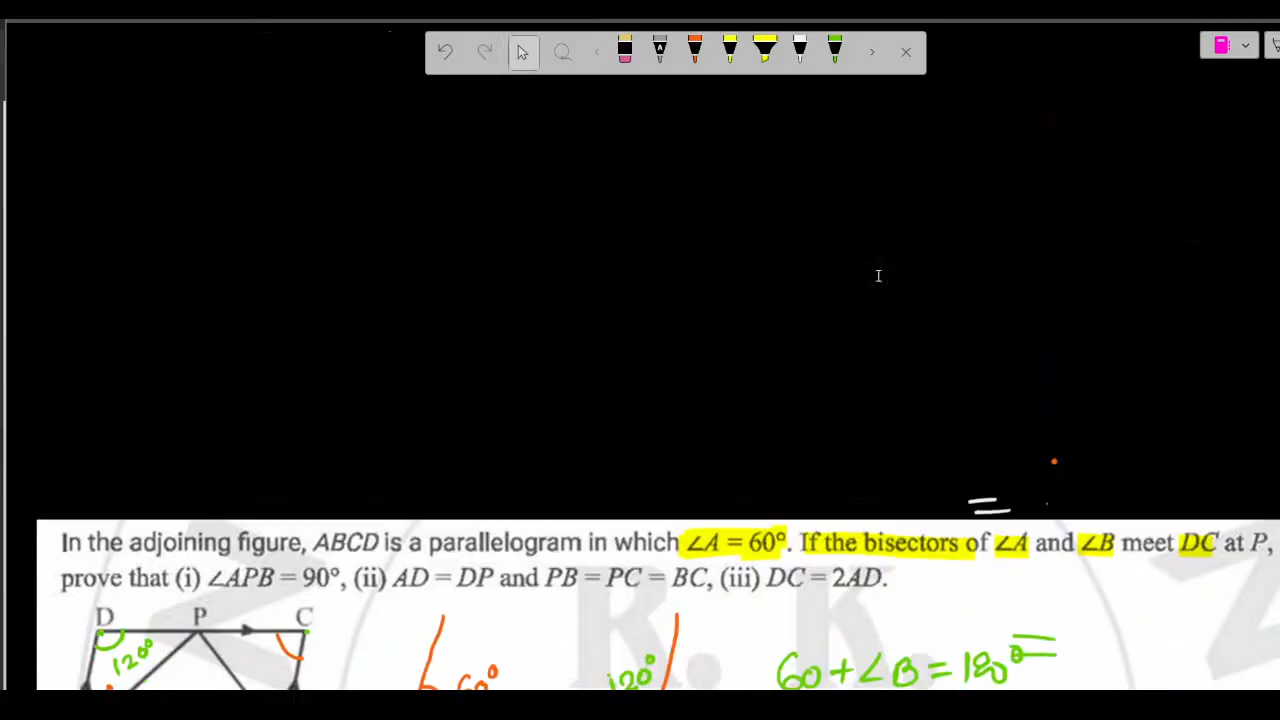 In the adjoining figure, ABCD is a parallelogram in which ∠A = 60°. If the bisectors of ∠A and ∠B meet DC at P,
prove that (i) ∠APB = 90°, (ii) AD = DP and PB = PC = BC, (iii) DC = 2AD.
D P C
120°
60°
120°
60 + ∠B = 180°
R. K.